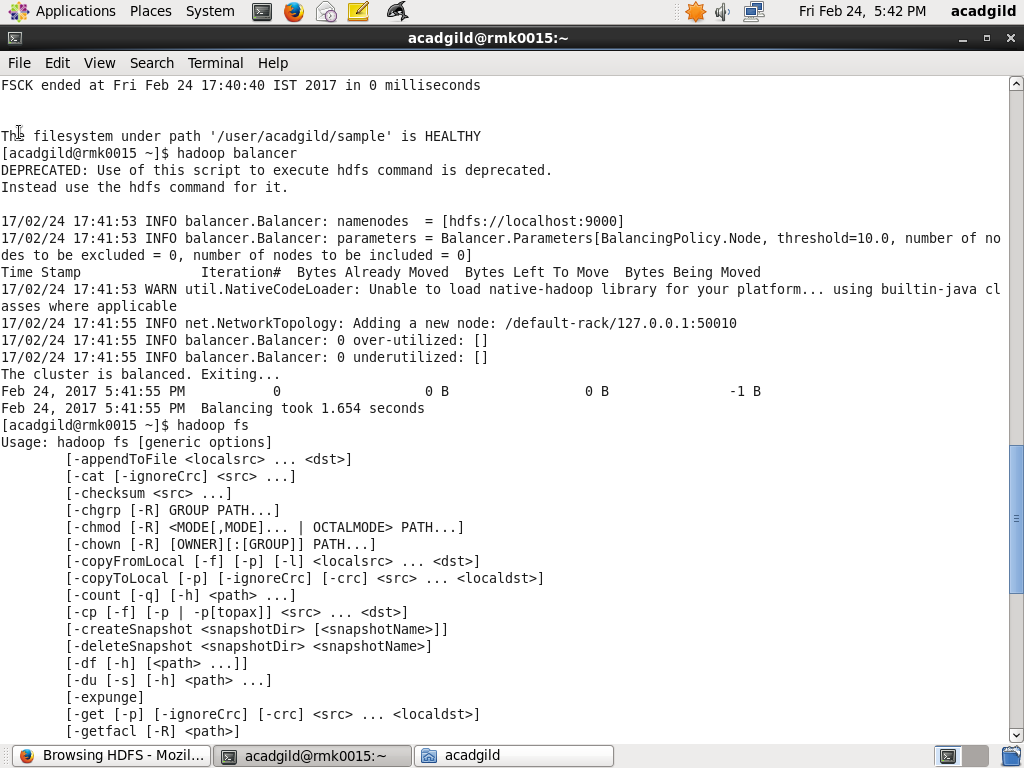 Applications Places System Fri Feb 24, 5:42 PM acadgild
acadgild@rmk0015:~
File Edit View Search Terminal Help
FSCK ended at Fri Feb 24 17:40:40 IST 2017 in 0 milliseconds
The filesystem under path '/user/acadgild/sample' is HEALTHY
[acadgild@rmk0015 ~]$ hadoop balancer
DEPRECATED: Use of this script to execute hdfs command is deprecated.
Instead use the hdfs command for it.
17/02/24 17:41:53 INFO balancer.Balancer: namenodes  = [hdfs://localhost:9000]
17/02/24 17:41:53 INFO balancer.Balancer: parameters = Balancer.Parameters[BalancingPolicy.Node, threshold=10.0, number of no
des to be excluded = 0, number of nodes to be included = 0]
Time Stamp               Iteration#  Bytes Already Moved  Bytes Left To Move  Bytes Being Moved
17/02/24 17:41:53 WARN util.NativeCodeLoader: Unable to load native-hadoop library for your platform... using builtin-java cl
asses where applicable
17/02/24 17:41:55 INFO net.NetworkTopology: Adding a new node: /default-rack/127.0.0.1:50010
17/02/24 17:41:55 INFO balancer.Balancer: 0 over-utilized: []
17/02/24 17:41:55 INFO balancer.Balancer: 0 underutilized: []
The cluster is balanced. Exiting...
Feb 24, 2017 5:41:55 PM           0                  0 B                 0 B               -1 B
Feb 24, 2017 5:41:55 PM  Balancing took 1.654 seconds
[acadgild@rmk0015 ~]$ hadoop fs
Usage: hadoop fs [generic options]
        [-appendToFile <localsrc> ... <dst>]
        [-cat [-ignoreCrc] <src> ...]
        [-checksum <src> ...]
        [-chgrp [-R] GROUP PATH...]
        [-chmod [-R] <MODE[,MODE]... | OCTALMODE> PATH...]
        [-chown [-R] [OWNER][:[GROUP]] PATH...]
        [-copyFromLocal [-f] [-p] [-l] <localsrc> ... <dst>]
        [-copyToLocal [-p] [-ignoreCrc] [-crc] <src> ... <localdst>]
        [-count [-q] [-h] <path> ...]
        [-cp [-f] [-p | -p[topax]] <src> ... <dst>]
        [-createSnapshot <snapshotDir> [<snapshotName>]]
        [-deleteSnapshot <snapshotDir> <snapshotName>]
        [-df [-h] [<path> ...]]
        [-du [-s] [-h] <path> ...]
        [-expunge]
        [-get [-p] [-ignoreCrc] [-crc] <src> ... <localdst>]
        [-getfacl [-R] <path>]
Browsing HDFS - Mozil... acadgild@rmk0015:~ acadgild